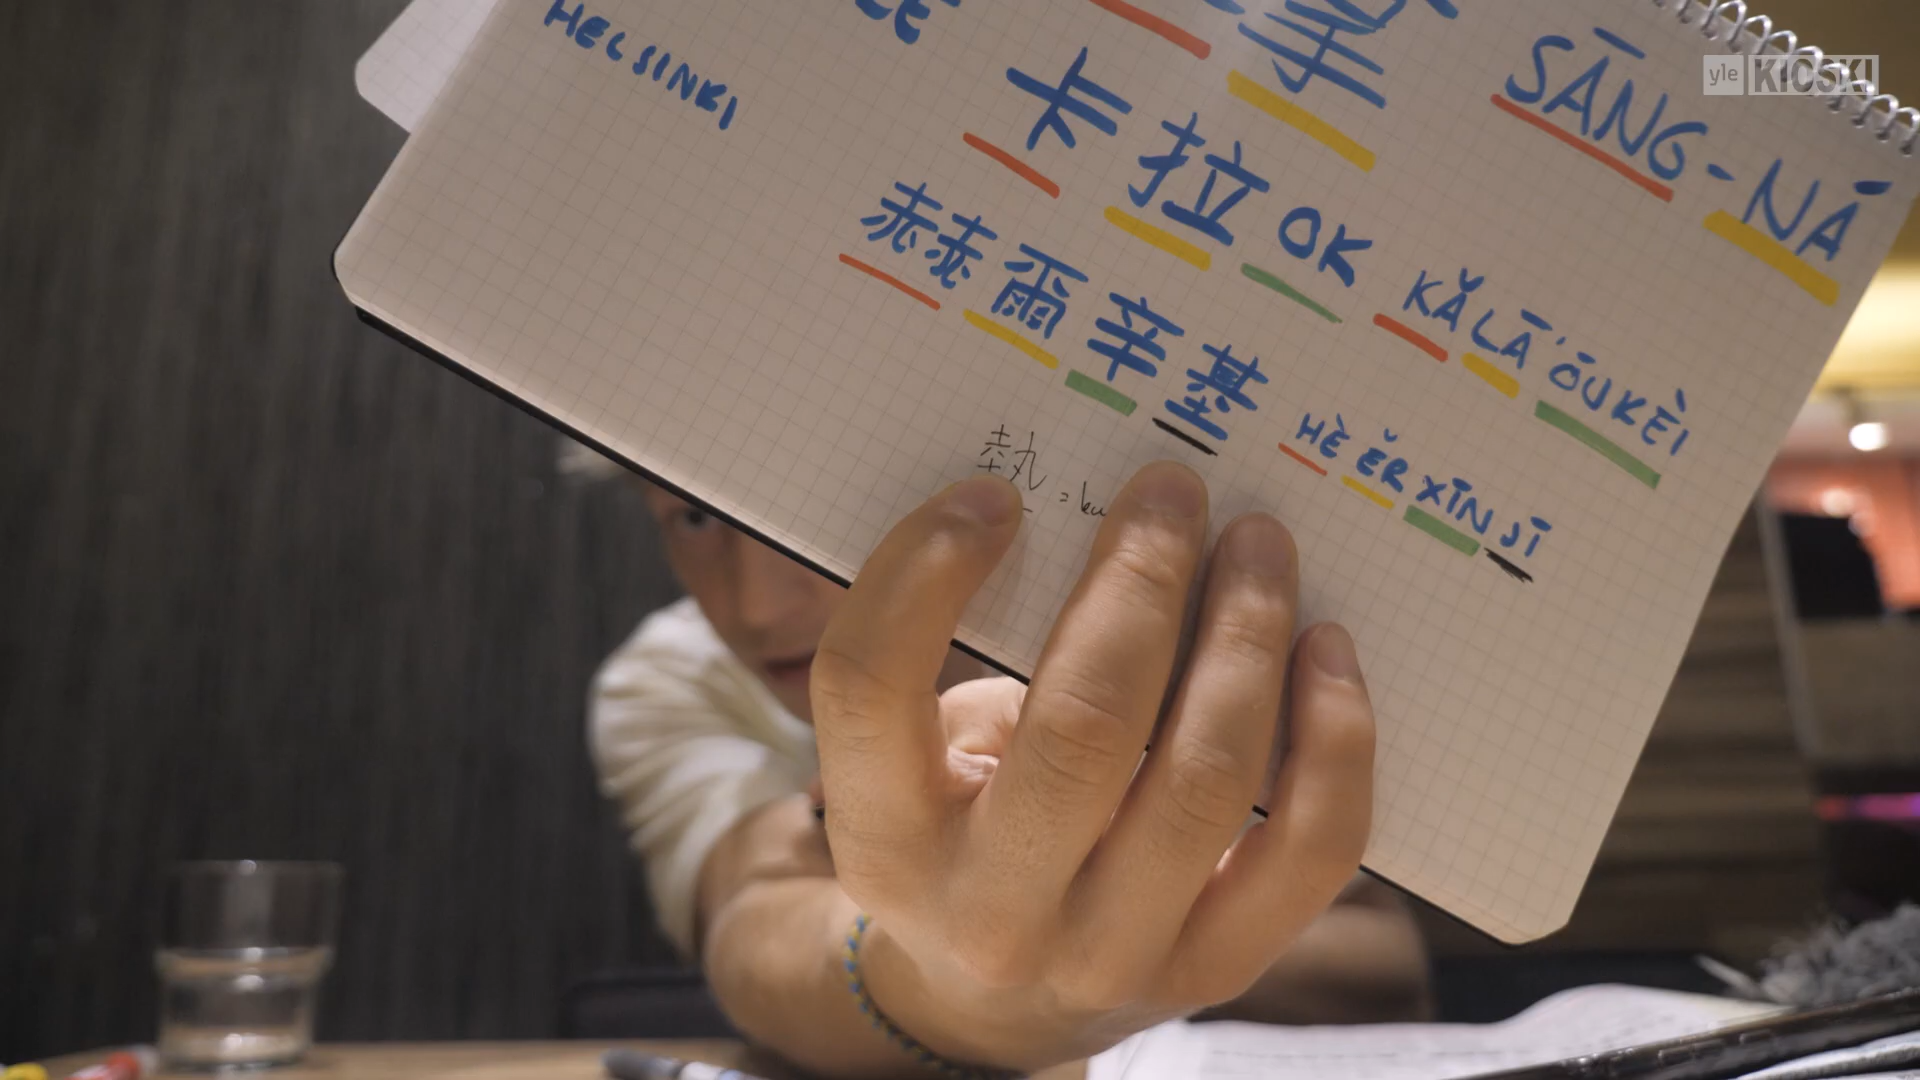 yle KIOSKI
拿 SĀNG-NÁ
HELSINKI
卡拉OK KǍLĀ'ŌUKÈI
赫爾辛基 HÈ ĚR XĪN JĪ